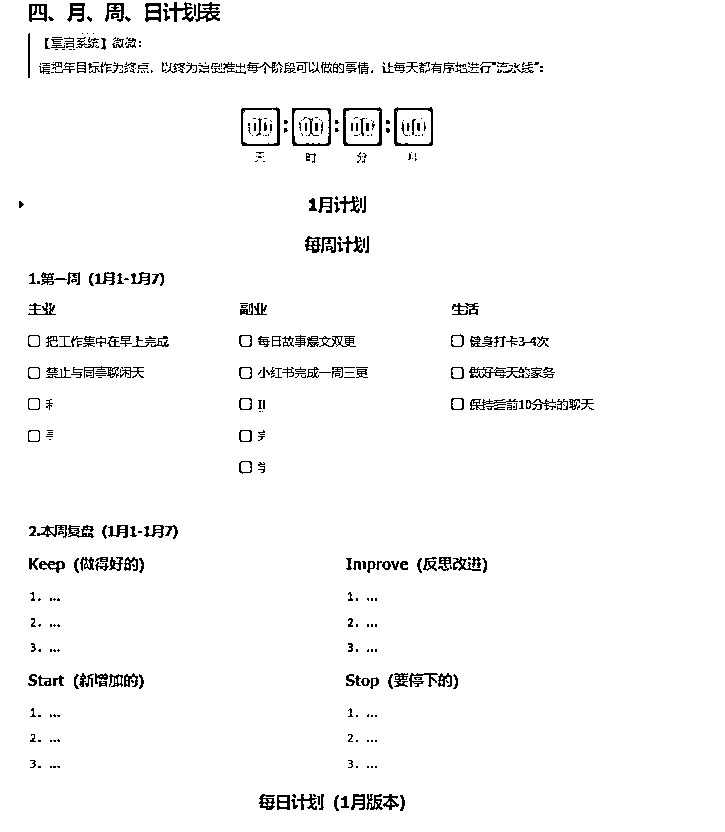 四、月、周、日计划表
【重启系统】微微：
请把年目标作为终点，以终为始倒推出每个阶段可以做的事情，让每天都有序地进行“流水线”：
00 : 00 : 00 : 00
天 时 分 秒
1月计划
每周计划
1.第一周（1月1-1月7）
主业 副业 生活
把工作集中在早上完成 每日故事爆文双更 健身打卡3-4次
禁止与同事聊闲天 小红书完成一周三更 做好每天的家务
保持睡前10分钟的聊天
2.本周复盘（1月1-1月7）
Keep（做得好的） Improve（反思改进）
1. ... 1. ...
2. ... 2. ...
3. ... 3. ...
Start（新增加的） Stop（要停下的）
1. ... 1. ...
2. ... 2. ...
3. ... 3. ...
每日计划（1月版本）